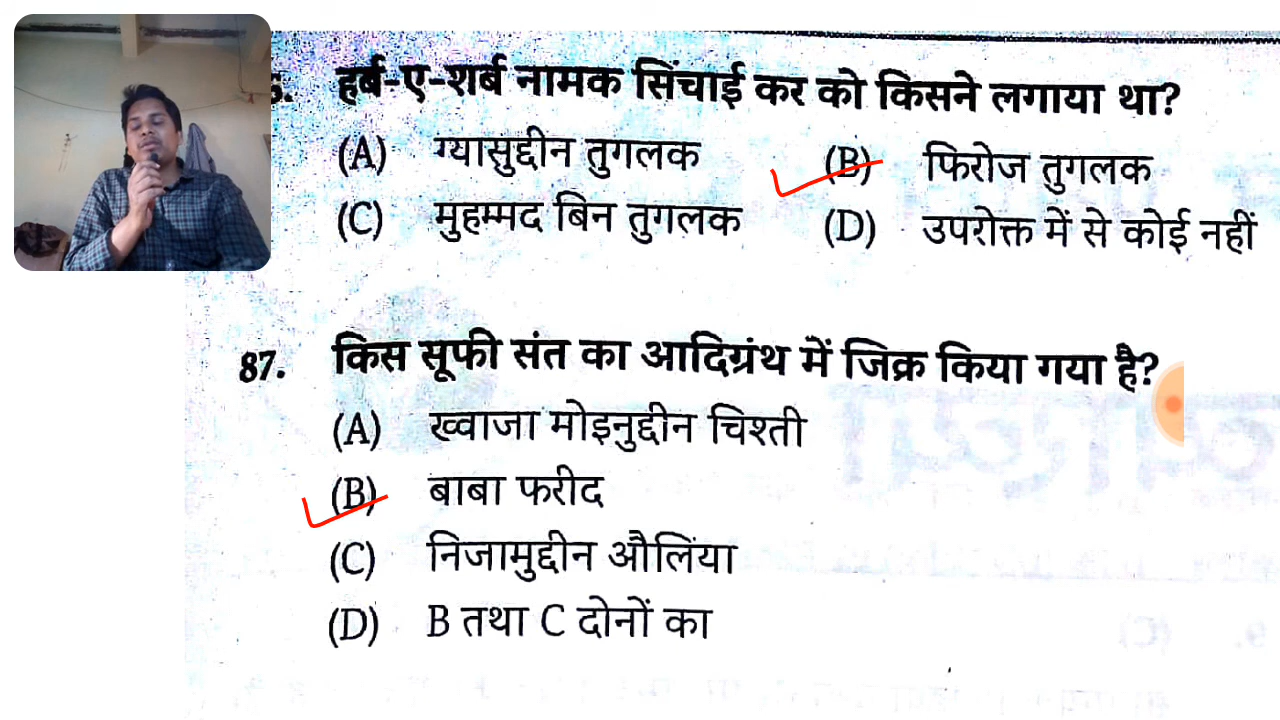 हर्ब-ए-शर्ब नामक सिंचाई कर को किसने लगाया था?
(A) ग्यासुद्दीन तुगलक (B) फिरोज तुगलक
(C) मुहम्मद बिन तुगलक (D) उपरोक्त में से कोई नहीं
87. किस सूफी संत का आदिग्रंथ में जिक्र किया गया है?
(A) ख्वाजा मोइनुद्दीन चिश्ती
(B) बाबा फरीद
(C) निजामुद्दीन औलिया
(D) B तथा C दोनों का